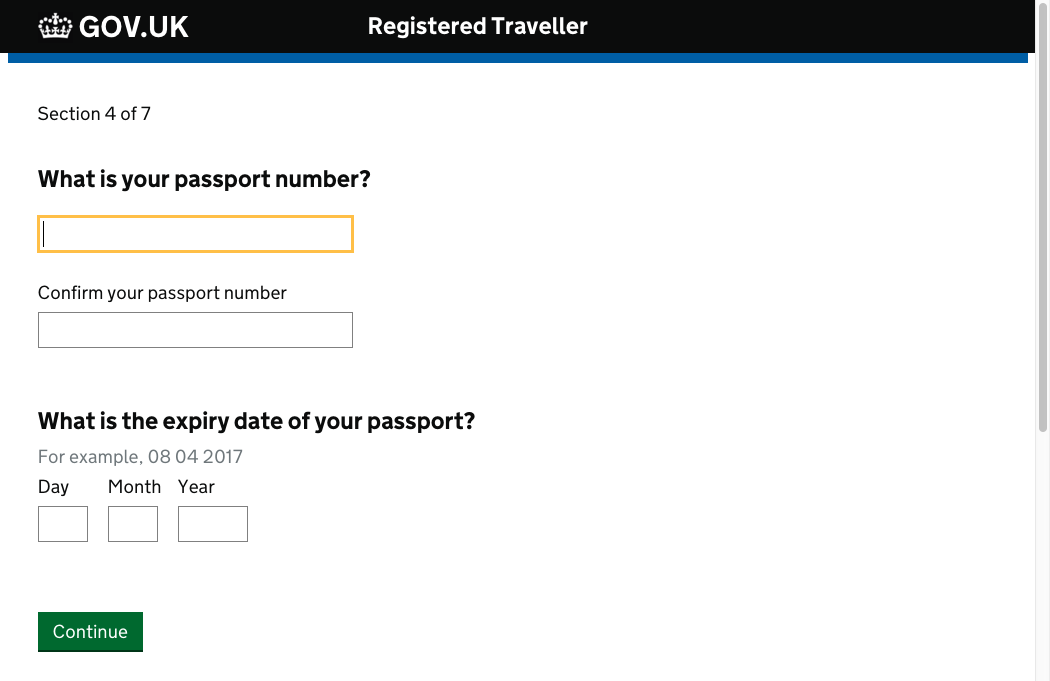 GOV.UK
Registered Traveller
Section 4 of 7
What is your passport number?
Confirm your passport number
What is the expiry date of your passport?
For example, 08 04 2017
Day Month Year
Continue